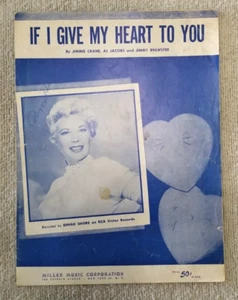 IF I GIVE MY HEART TO YOU
By JIMMIE CRANE, AL JACOBS and JIMMY BREWSTER
Recorded by DINAH SHORE on RCA Victor Records
MILLER MUSIC CORPORATION
50¢